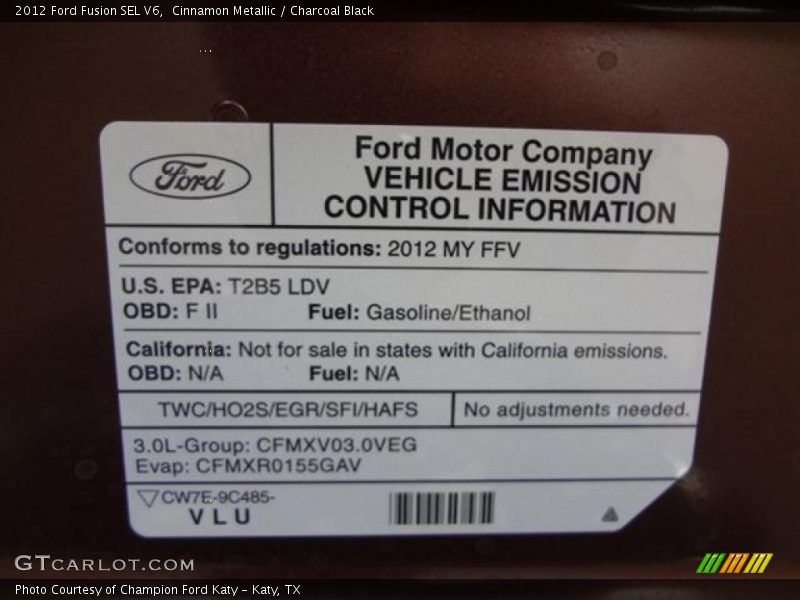 2012 Ford Fusion SEL V6,  Cinnamon Metallic / Charcoal Black
Ford
Ford Motor Company
VEHICLE EMISSION
CONTROL INFORMATION
Conforms to regulations: 2012 MY FFV
U.S. EPA: T2B5 LDV
OBD: F II Fuel: Gasoline/Ethanol
California: Not for sale in states with California emissions.
OBD: N/A Fuel: N/A
TWC/HO2S/EGR/SFI/HAFS No adjustments needed.
3.0L-Group: CFMXV03.0VEG
Evap: CFMXR0155GAV
CW7E-9C485-
VLU
GTCARLOT.COM
Photo Courtesy of Champion Ford Katy – Katy, TX